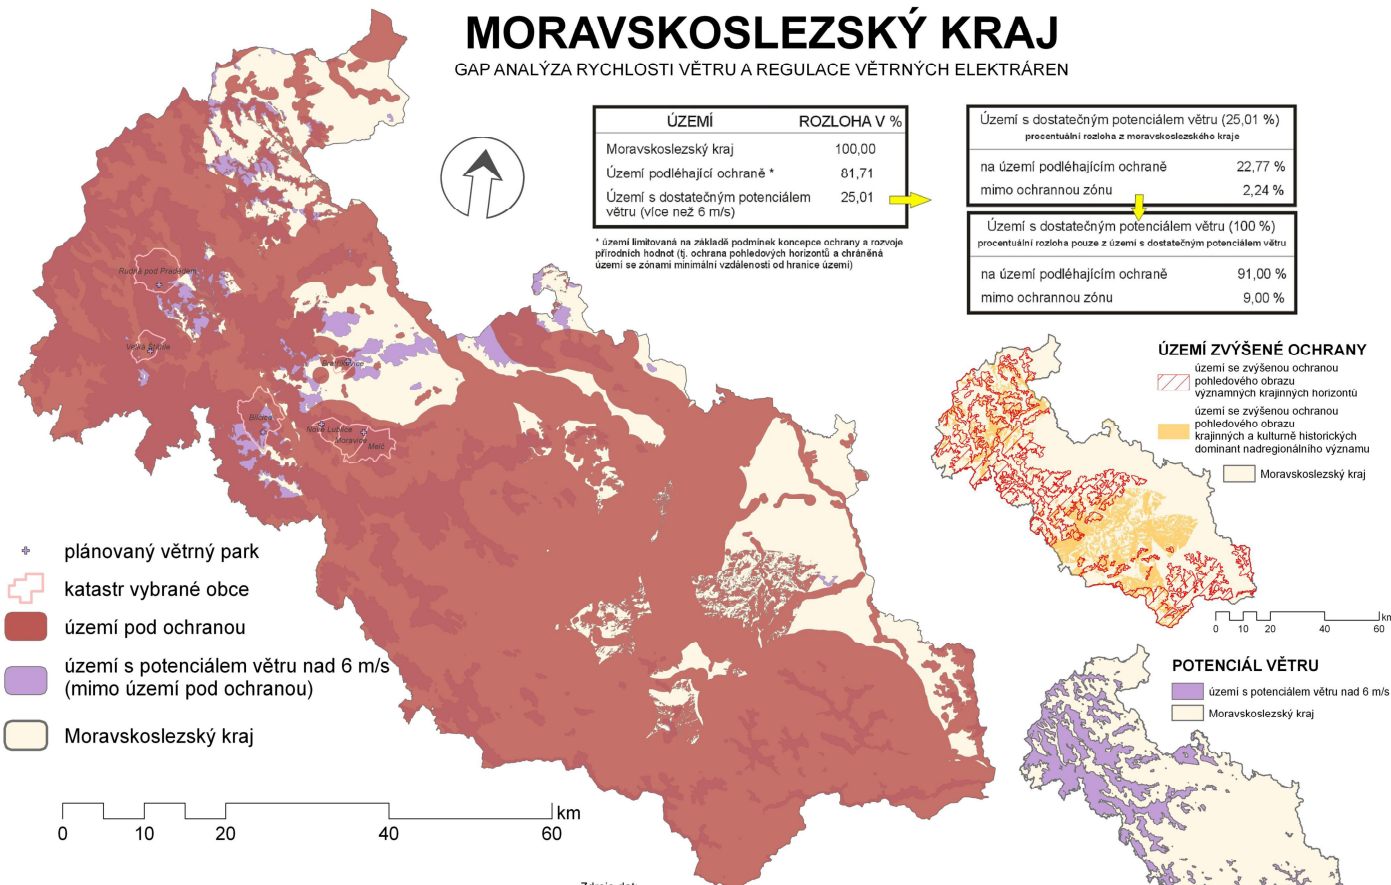 MORAVSKOSLEZSKÝ KRAJ
GAP ANALÝZA RYCHLOSTI VĚTRU A REGULACE VĚTRNÝCH ELEKTRÁREN
ÚZEMÍ ROZLOHA V %
Moravskoslezský kraj 100,00
Území podléhající ochraně * 81,71
Území s dostatečným potenciálem 25,01
větru (více než 6 m/s)
* území limitovaná na základě podmínek koncepce ochrany a rozvoje
přírodních hodnot (tj. ochrana pohledových horizontů a chráněná
území se zónami minimální vzdálenosti od hranice území)
Území s dostatečným potenciálem větru (25,01 %)
procentuální rozloha z moravskoslezského kraje
na území podléhajícím ochraně 22,77 %
mimo ochrannou zónu 2,24 %
Území s dostatečným potenciálem větru (100 %)
procentuální rozloha pouze z území s dostatečným potenciálem větru
na území podléhajícím ochraně 91,00 %
mimo ochrannou zónu 9,00 %
Rudná pod Pradědem
Velká Štáhle
Bratříkovice
Bílčice
Nové Lublice
Moravice
Melč
plánovaný větrný park
katastr vybrané obce
území pod ochranou
území s potenciálem větru nad 6 m/s
(mimo území pod ochranou)
Moravskoslezský kraj
0 10 20 40 60 km
ÚZEMÍ ZVÝŠENÉ OCHRANY
území se zvýšenou ochranou
pohledového obrazu
významných krajinných horizontů
území se zvýšenou ochranou
pohledového obrazu
krajinných a kulturně historických
dominant nadregionálního významu
Moravskoslezský kraj
0 10 20 40 60 km
POTENCIÁL VĚTRU
území s potenciálem větru nad 6 m/s
Moravskoslezský kraj